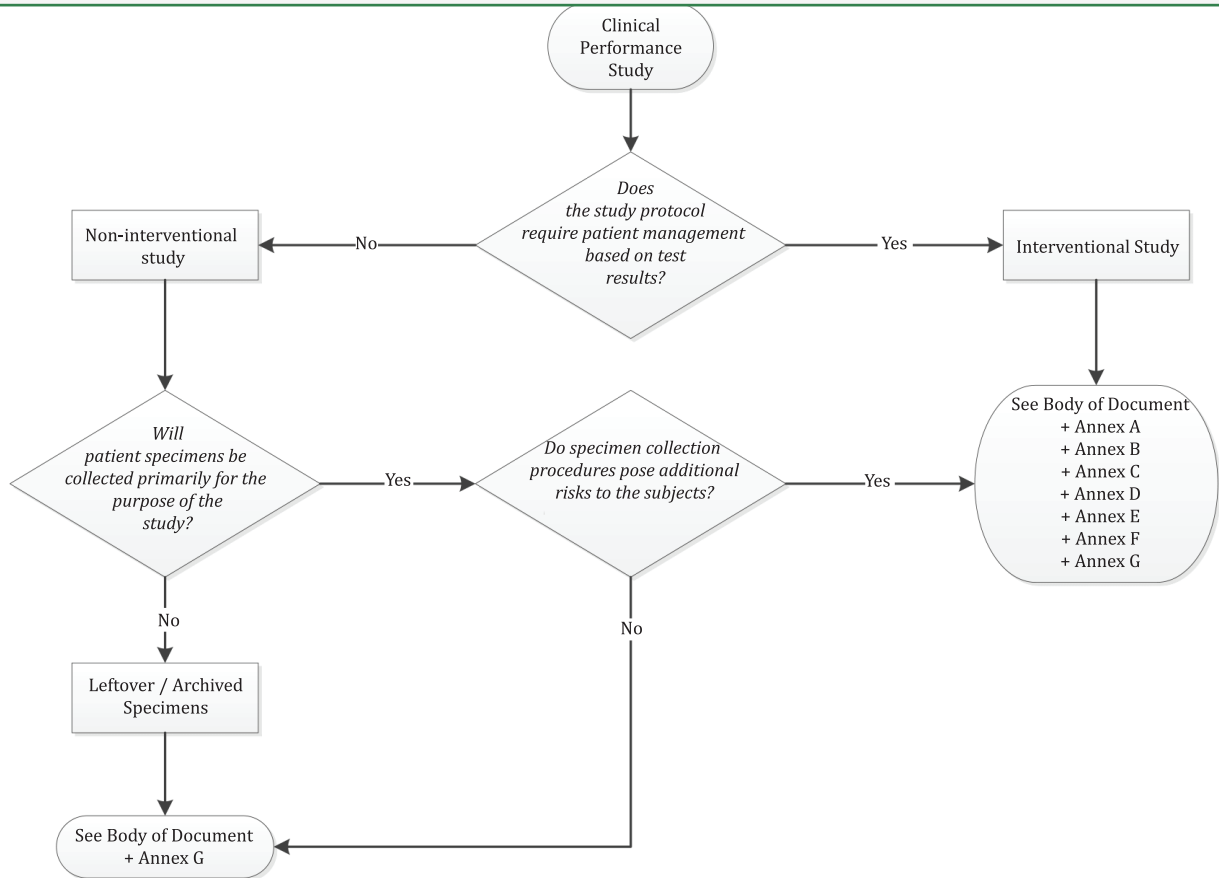 Clinical
Performance
Study
Does
the study protocol
require patient management
based on test
results?
No
Yes
Non-interventional
study
Interventional Study
Will
patient specimens be
collected primarily for the
purpose of the
study?
Yes
Do specimen collection
procedures pose additional
risks to the subjects?
Yes
See Body of Document
+ Annex A
+ Annex B
+ Annex C
+ Annex D
+ Annex E
+ Annex F
+ Annex G
No
No
Leftover / Archived
Specimens
See Body of Document
+ Annex G